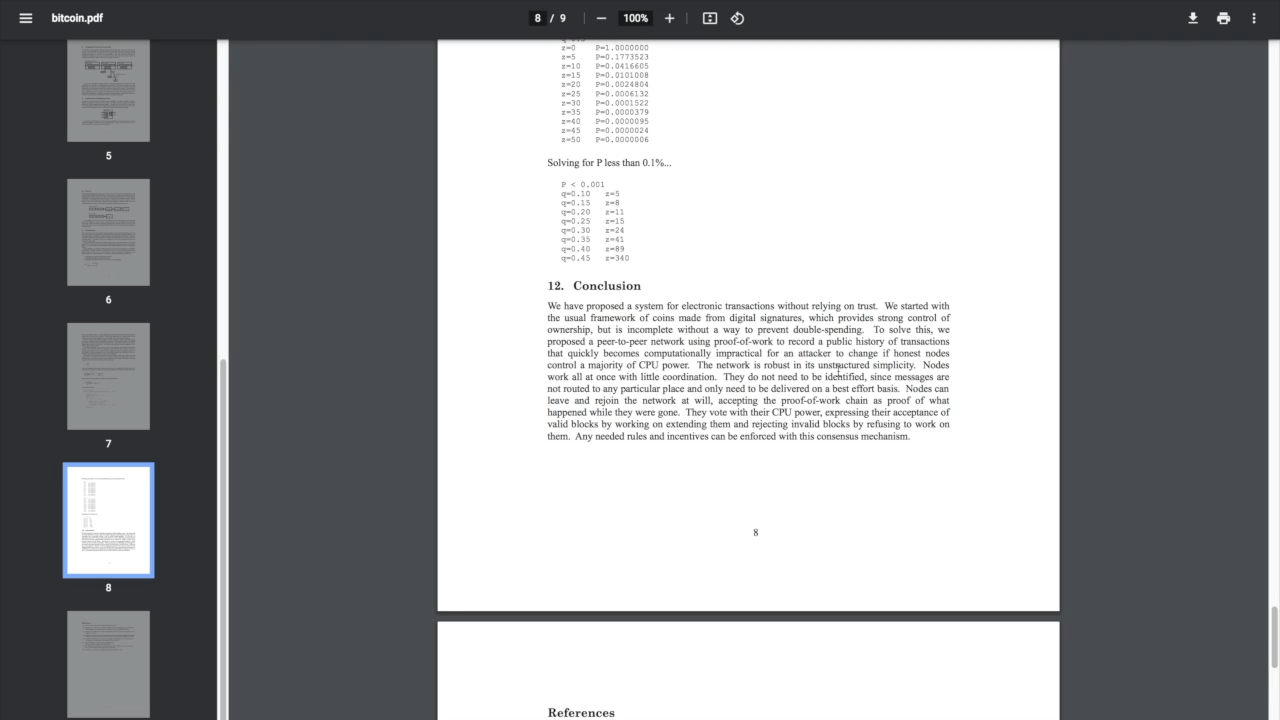 bitcoin.pdf
8 / 9
100%
5
6
7
8
z=0 P=1.0000000
z=5 P=0.1773523
z=10 P=0.0416605
z=15 P=0.0101008
z=20 P=0.0024804
z=25 P=0.0006132
z=30 P=0.0001522
z=35 P=0.0000379
z=40 P=0.0000095
z=45 P=0.0000024
z=50 P=0.0000006
Solving for P less than 0.1%...
P < 0.001
q=0.10 z=5
q=0.15 z=8
q=0.20 z=11
q=0.25 z=15
q=0.30 z=24
q=0.35 z=41
q=0.40 z=89
q=0.45 z=340
12. Conclusion
We have proposed a system for electronic transactions without relying on trust. We started with
the usual framework of coins made from digital signatures, which provides strong control of
ownership, but is incomplete without a way to prevent double-spending. To solve this, we
proposed a peer-to-peer network using proof-of-work to record a public history of transactions
that quickly becomes computationally impractical for an attacker to change if honest nodes
control a majority of CPU power. The network is robust in its unstructured simplicity. Nodes
work all at once with little coordination. They do not need to be identified, since messages are
not routed to any particular place and only need to be delivered on a best effort basis. Nodes can
leave and rejoin the network at will, accepting the proof-of-work chain as proof of what
happened while they were gone. They vote with their CPU power, expressing their acceptance of
valid blocks by working on extending them and rejecting invalid blocks by refusing to work on
them. Any needed rules and incentives can be enforced with this consensus mechanism.
8
References